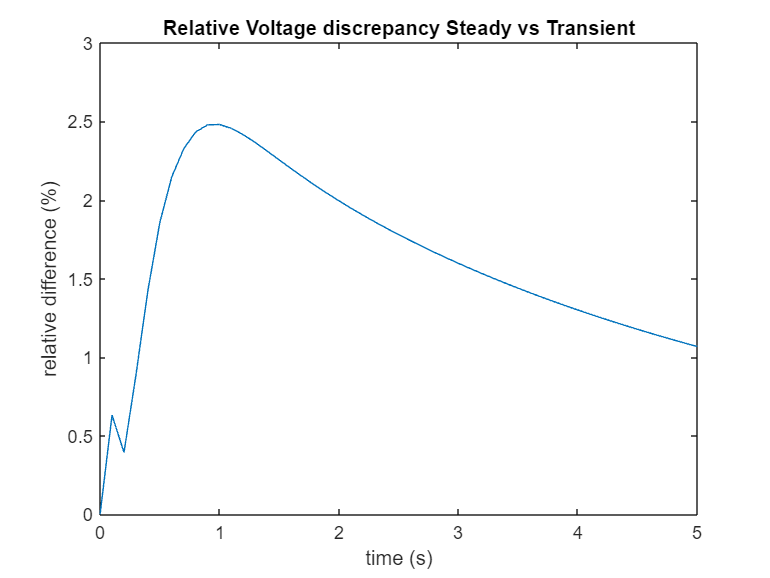 Relative Voltage discrepancy Steady vs Transient
3
2.5
2
1.5
1
0.5
0
relative difference (%)
0 1 2 3 4 5
time (s)